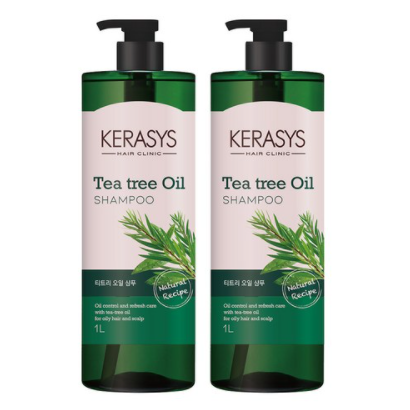 KERASYS
HAIR CLINIC
Tea tree Oil
SHAMPOO
티트리 오일 샴푸
Natural
Recipe
Oil control and refresh care
with tea-tree oil
for oily hair and scalp
1L
KERASYS
HAIR CLINIC
Tea tree Oil
SHAMPOO
티트리 오일 샴푸
Natural
Recipe
Oil control and refresh care
with tea-tree oil
for oily hair and scalp
1L